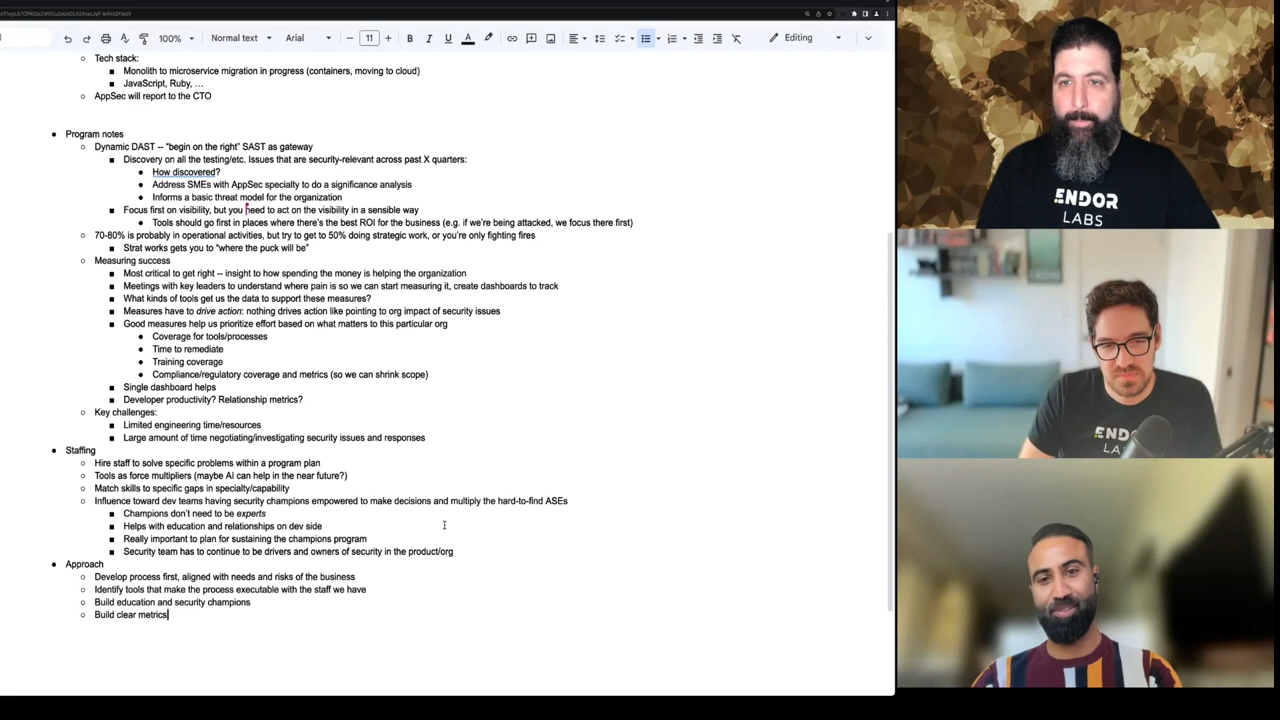 100%
Normal text
Arial
11
Editing
Tech stack:
Monolith to microservice migration in progress (containers, moving to cloud)
JavaScript, Ruby, …
AppSec will report to the CTO
Program notes
Dynamic DAST -- “begin on the right” SAST as gateway
Discovery on all the testing/etc. Issues that are security-relevant across past X quarters:
How discovered?
Address SMEs with AppSec specialty to do a significance analysis
Informs a basic threat model for the organization
Focus first on visibility, but you need to act on the visibility in a sensible way
Tools should go first in places where there’s the best ROI for the business (e.g. if we’re being attacked, we focus there first)
70-80% is probably in operational activities, but try to get to 50% doing strategic work, or you’re only fighting fires
Strat works gets you to “where the puck will be”
Measuring success
Most critical to get right -- insight to how spending the money is helping the organization
Meetings with key leaders to understand where pain is so we can start measuring it, create dashboards to track
What kinds of tools get us the data to support these measures?
Measures have to drive action: nothing drives action like pointing to org impact of security issues
Good measures help us prioritize effort based on what matters to this particular org
Coverage for tools/processes
Time to remediate
Training coverage
Compliance/regulatory coverage and metrics (so we can shrink scope)
Single dashboard helps
Developer productivity? Relationship metrics?
Key challenges:
Limited engineering time/resources
Large amount of time negotiating/investigating security issues and responses
Staffing
Hire staff to solve specific problems within a program plan
Tools as force multipliers (maybe AI can help in the near future?)
Match skills to specific gaps in specialty/capability
Influence toward dev teams having security champions empowered to make decisions and multiply the hard-to-find ASEs
Champions don’t need to be experts
Helps with education and relationships on dev side
Really important to plan for sustaining the champions program
Security team has to continue to be drivers and owners of security in the product/org
Approach
Develop process first, aligned with needs and risks of the business
Identify tools that make the process executable with the staff we have
Build education and security champions
Build clear metrics
ENDOR
LABS
END
LA